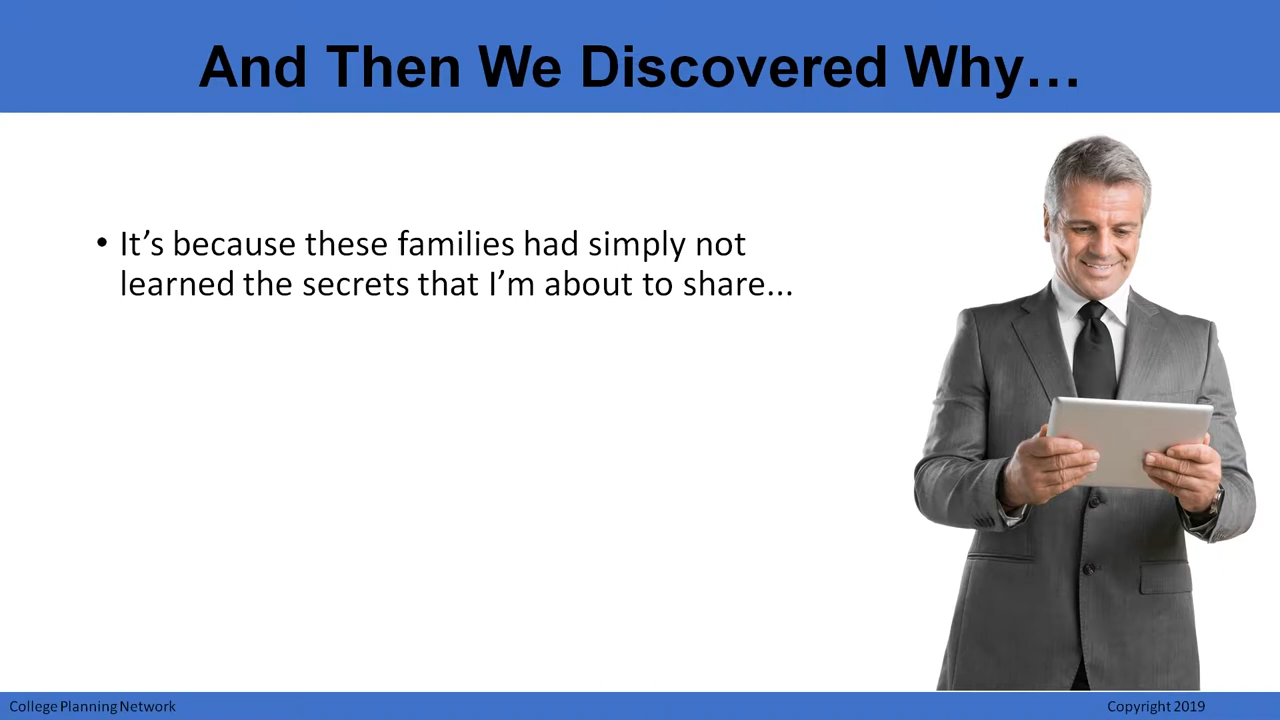 And Then We Discovered Why…
• It’s because these families had simply not
learned the secrets that I’m about to share...
College Planning Network
Copyright 2019